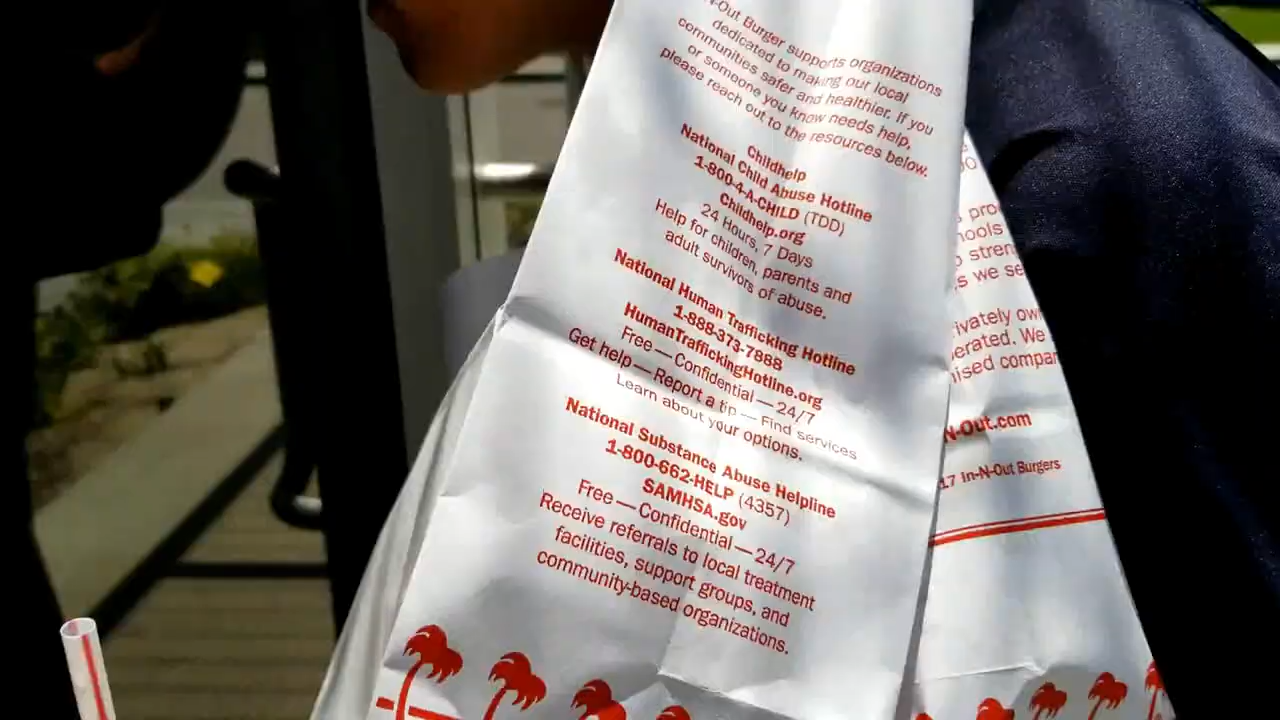 -Out Burger supports organizations
dedicated to making our local
communities safer and healthier. If you
or someone you know needs help,
please reach out to the resources below.
Childhelp
National Child Abuse Hotline
1-800-4-A-CHILD (TDD)
Childhelp.org
24 Hours, 7 Days
Help for children, parents and
adult survivors of abuse.
National Human Trafficking Hotline
1-888-373-7888
HumanTraffickingHotline.org
Free—Confidential—24/7
Get help—Report a tip—Find services
Learn about your options.
National Substance Abuse Helpline
1-800-662-HELP (4357)
SAMHSA.gov
Free—Confidential—24/7
Receive referrals to local treatment
facilities, support groups, and
community-based organizations.
pro
ools
stren
we se
ivately ow
erated. We
ised compan
N-Out.com
17 In-N-Out Burgers